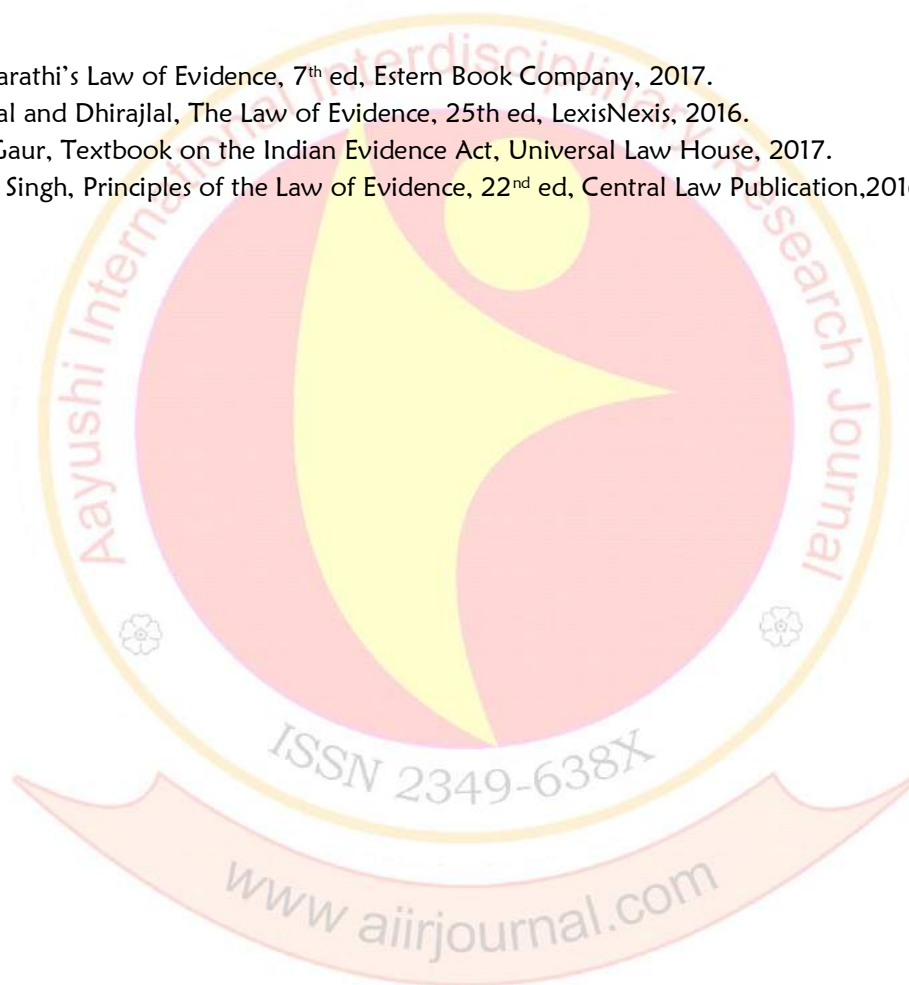 arathi’s Law of Evidence, 7th ed, Estern Book Company, 2017.
al and Dhirajlal, The Law of Evidence, 25th ed, LexisNexis, 2016.
Gaur, Textbook on the Indian Evidence Act, Universal Law House, 2017.
Singh, Principles of the Law of Evidence, 22nd ed, Central Law Publication,201
Aayushi International Interdisciplinary Research Journal
ISSN 2349-638X
www aiirjournal.com